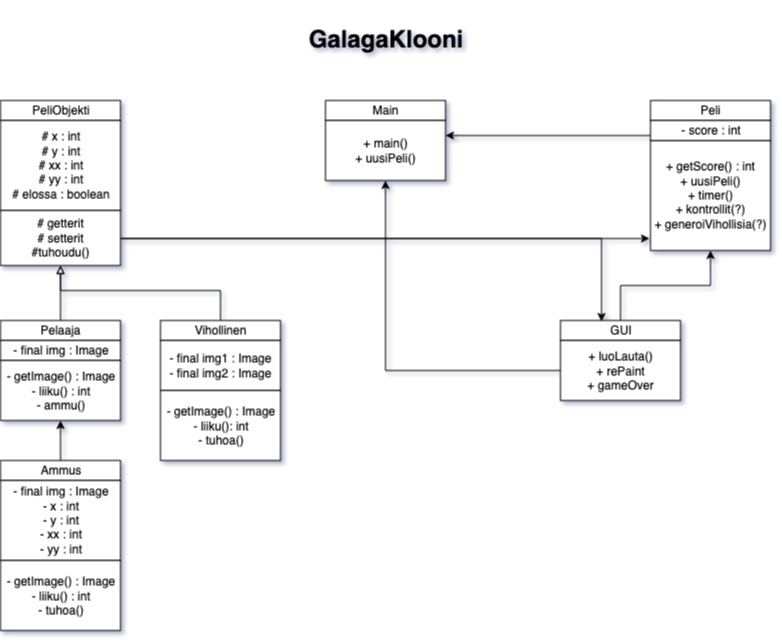 GalagaKlooni
PeliObjekti
# x : int
# y : int
# xx : int
# yy : int
# elossa : boolean
# getterit
# setterit
#tuhoudu()
Main
+ main()
+ uusiPeli()
Peli
- score : int
+ getScore() : int
+ uusiPeli()
+ timer()
+ kontrollit(?)
+ generoiVihollisia(?)
Pelaaja
- final img : Image
- getImage() : Image
- liiku() : int
- ammu()
Vihollinen
- final img1 : Image
- final img2 : Image
- getImage() : Image
- liiku(): int
- tuhoa()
GUI
+ luoLauta()
+ rePaint
+ gameOver
Ammus
- final img : Image
- x : int
- y : int
- xx : int
- yy : int
- getImage() : Image
- liiku() : int
- tuhoa()